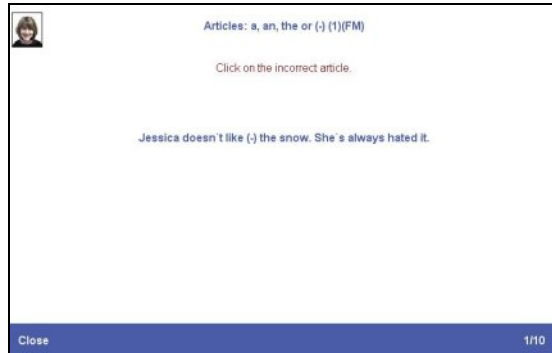 Articles: a, an, the or (-) (1)(FM)
Click on the incorrect article.
Jessica doesn`t like (-) the snow. She`s always hated it.
Close
1/10